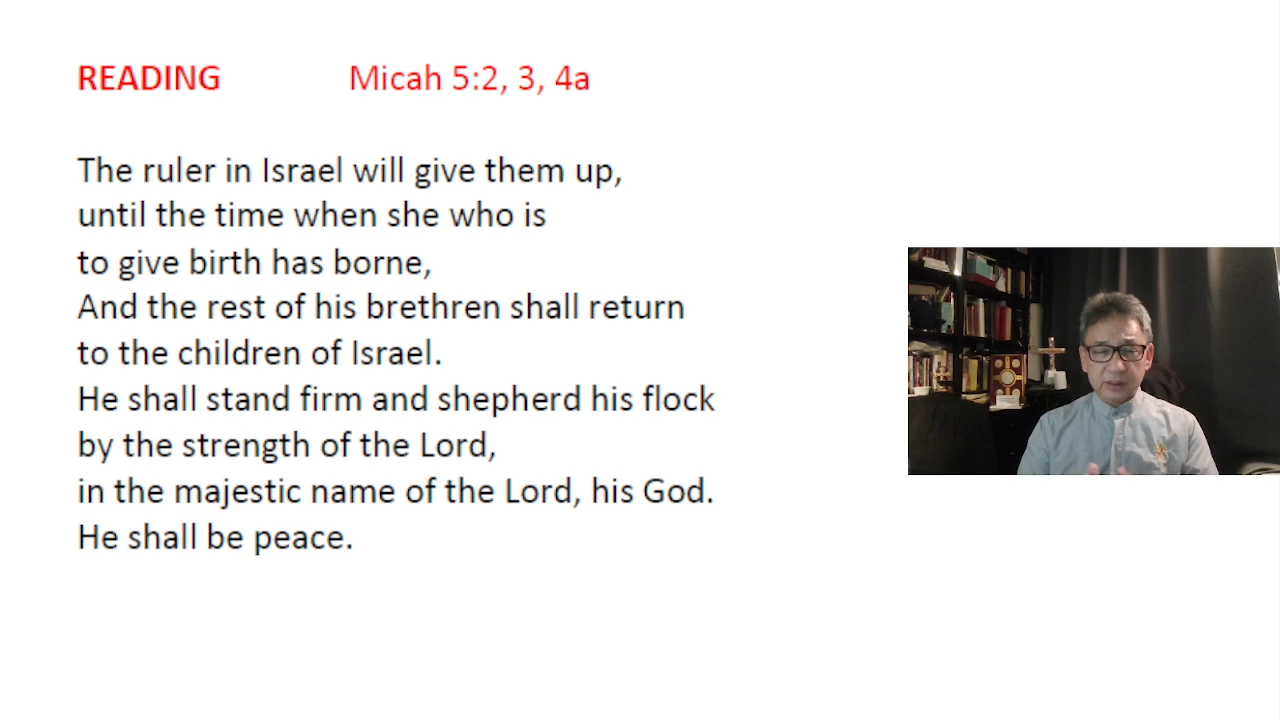 READING Micah 5:2, 3, 4a
The ruler in Israel will give them up,
until the time when she who is
to give birth has borne,
And the rest of his brethren shall return
to the children of Israel.
He shall stand firm and shepherd his flock
by the strength of the Lord,
in the majestic name of the Lord, his God.
He shall be peace.